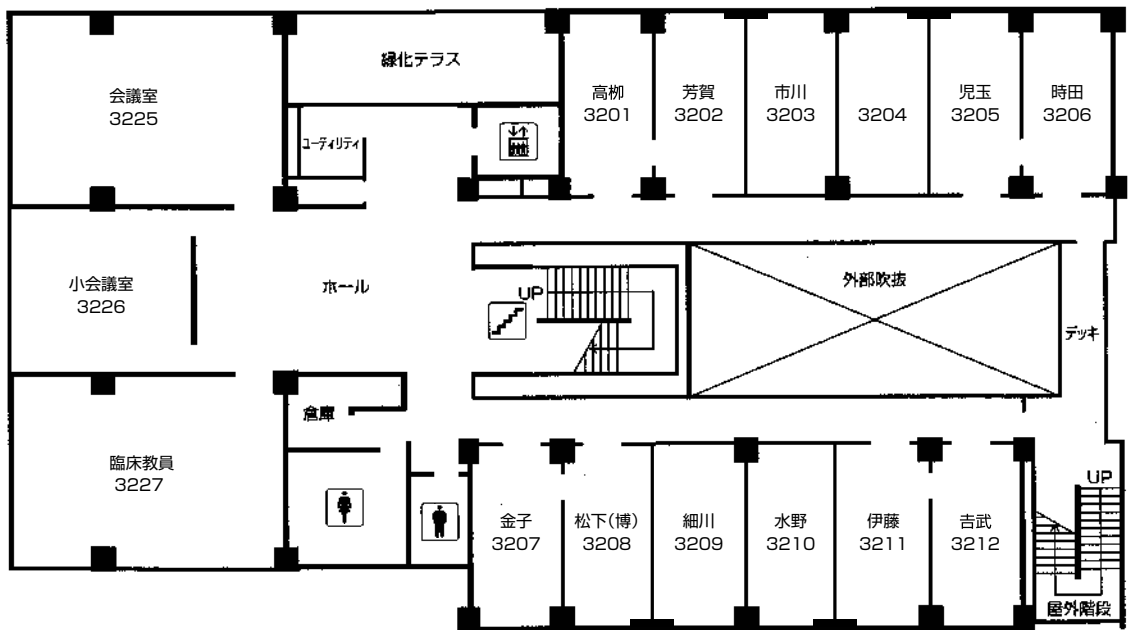 緑化テラス
会議室
3225
高柳
3201
芳賀
3202
市川
3203
3204
児玉
3205
時田
3206
ユーティリティ
小会議室
3226
ホール
UP
外部吹抜
デッキ
倉庫
臨床教員
3227
金子
3207
松下(博)
3208
細川
3209
水野
3210
伊藤
3211
吉武
3212
UP
屋外階段